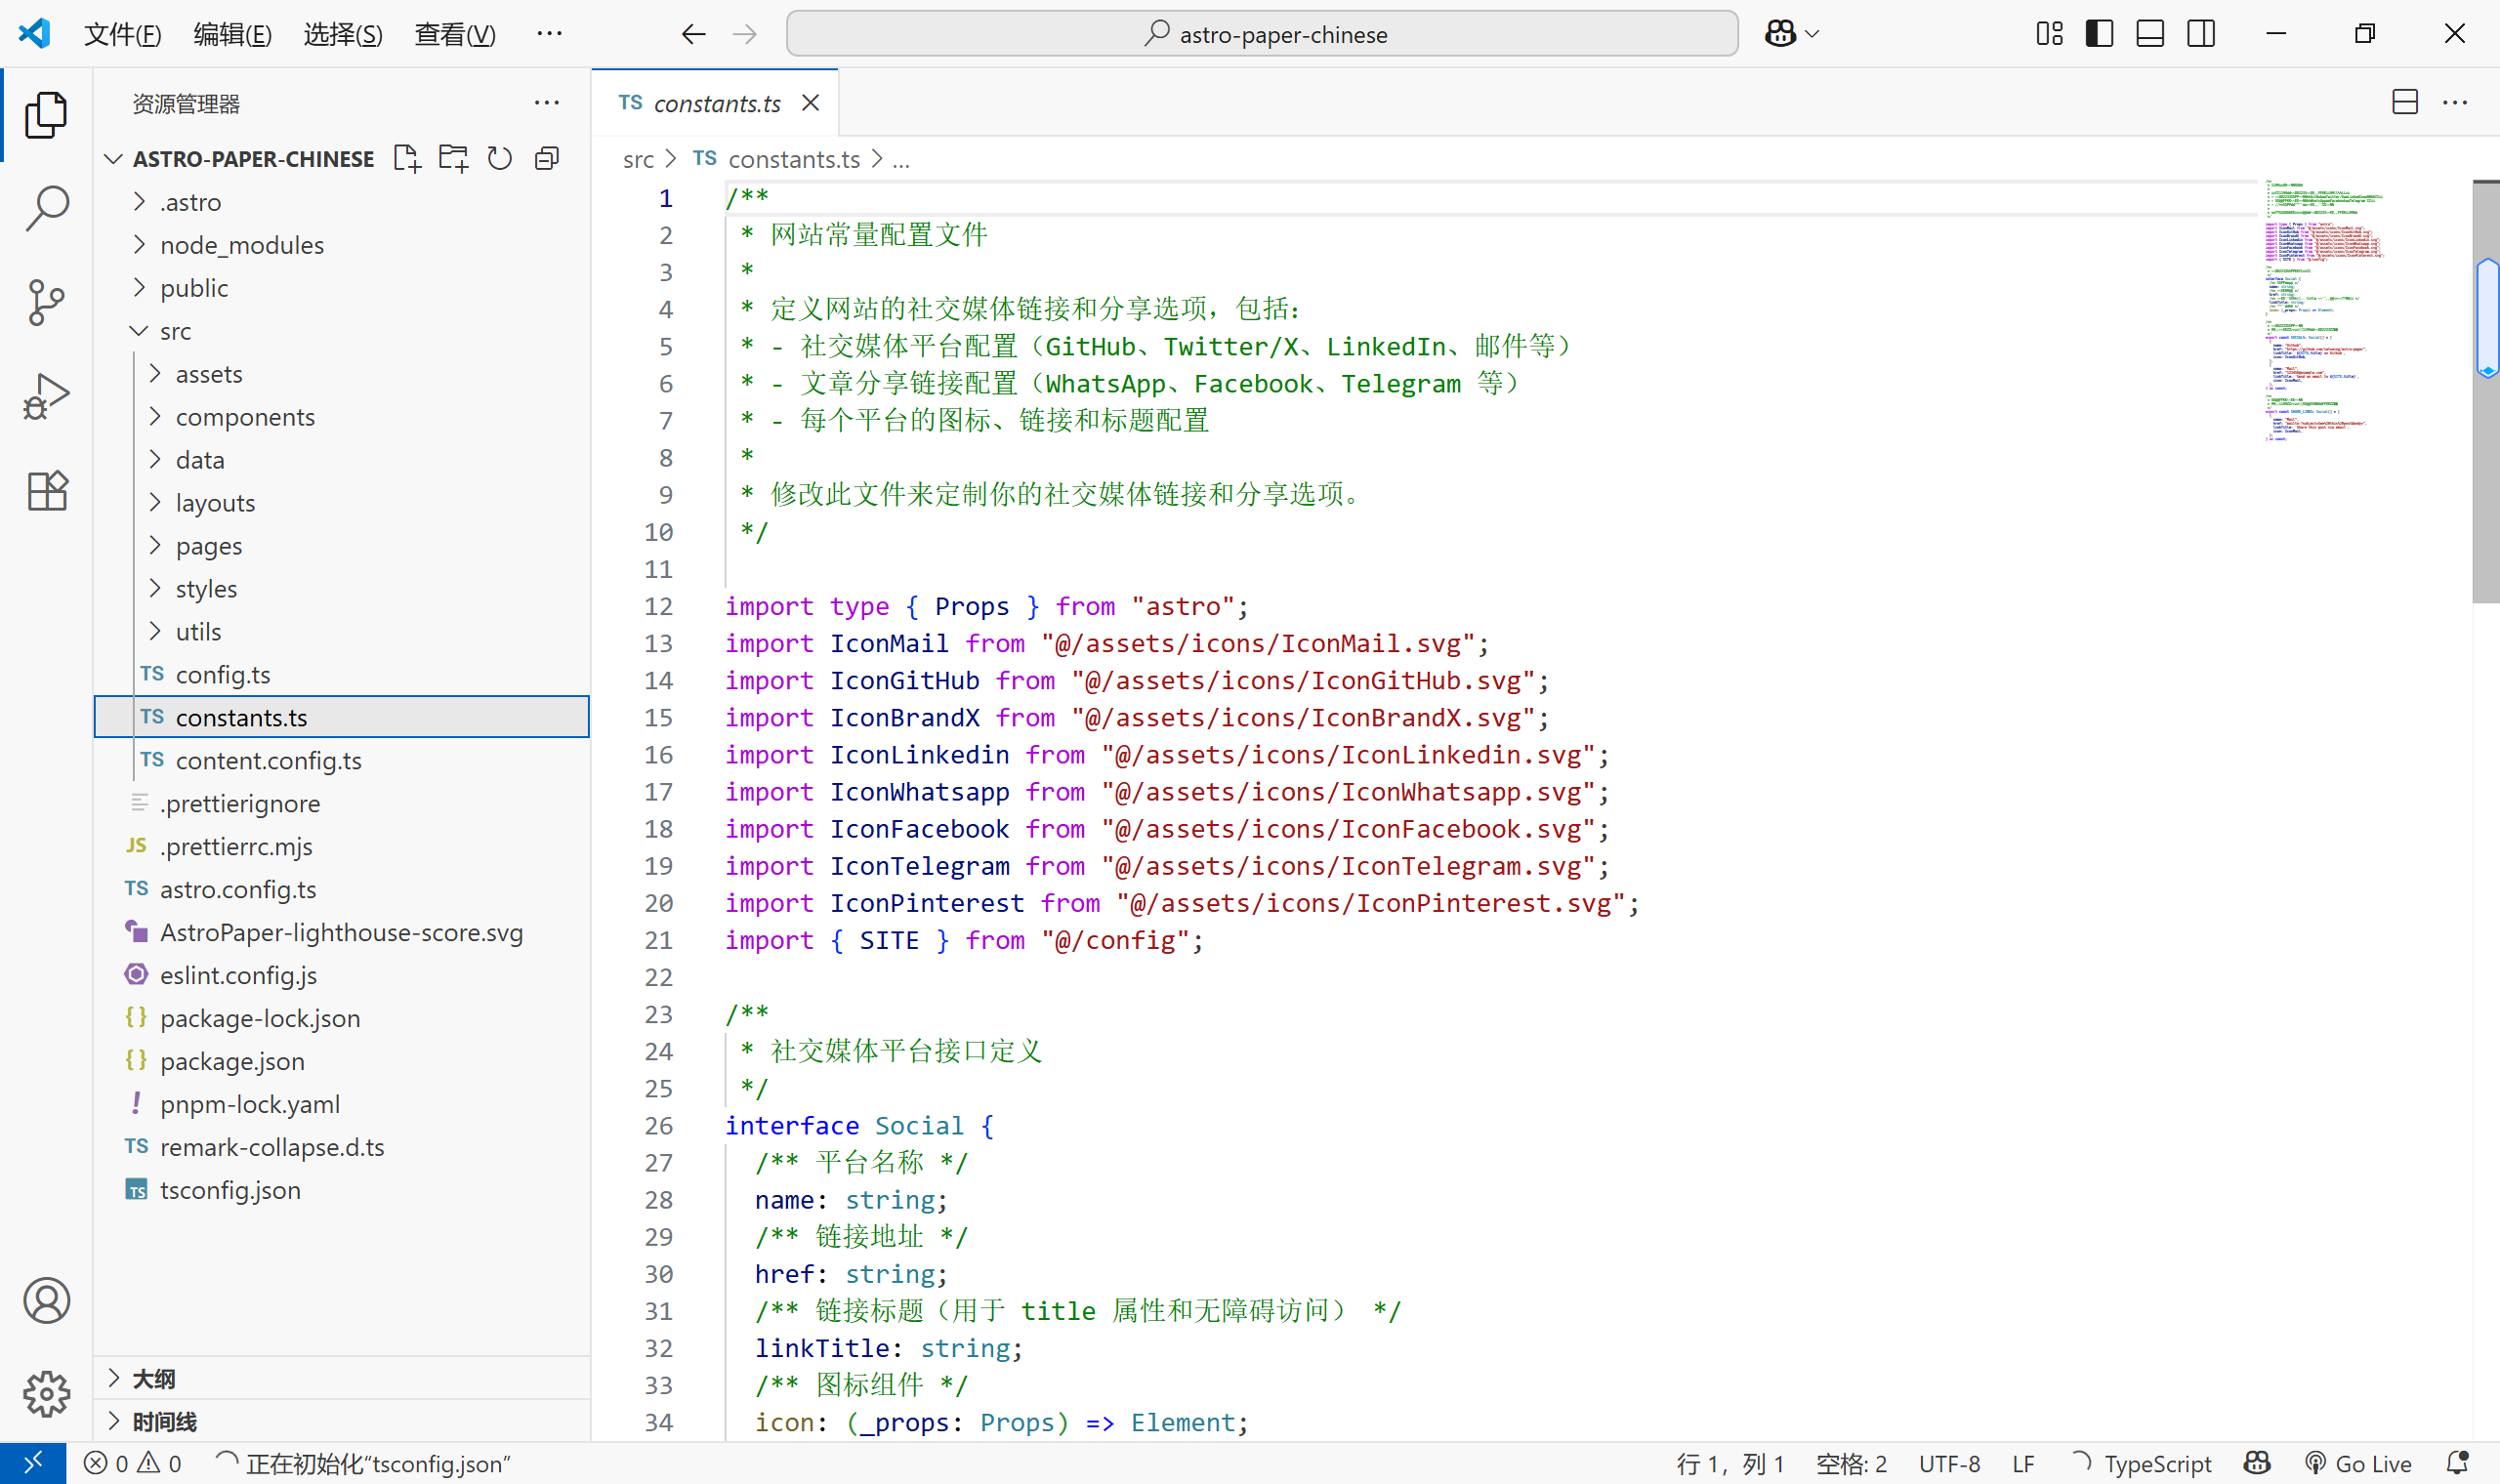 文件(F) 编辑(E) 选择(S) 查看(V) ···
astro-paper-chinese
资源管理器
ASTRO-PAPER-CHINESE
.astro
node_modules
public
src
assets
components
data
layouts
pages
styles
utils
TS config.ts
TS constants.ts
TS content.config.ts
.prettierignore
JS .prettierrc.mjs
TS astro.config.ts
AstroPaper-lighthouse-score.svg
eslint.config.js
{} package-lock.json
{} package.json
! pnpm-lock.yaml
TS remark-collapse.d.ts
TS tsconfig.json
大纲
时间线
TS constants.ts
src > TS constants.ts > ...
1 /**
2 * 网站常量配置文件
3 *
4 * 定义网站的社交媒体链接和分享选项，包括：
5 * - 社交媒体平台配置（GitHub、Twitter/X、LinkedIn、邮件等）
6 * - 文章分享链接配置（WhatsApp、Facebook、Telegram 等）
7 * - 每个平台的图标、链接和标题配置
8 *
9 * 修改此文件来定制你的社交媒体链接和分享选项。
10 */
11
12 import type { Props } from "astro";
13 import IconMail from "@/assets/icons/IconMail.svg";
14 import IconGitHub from "@/assets/icons/IconGitHub.svg";
15 import IconBrandX from "@/assets/icons/IconBrandX.svg";
16 import IconLinkedin from "@/assets/icons/IconLinkedin.svg";
17 import IconWhatsapp from "@/assets/icons/IconWhatsapp.svg";
18 import IconFacebook from "@/assets/icons/IconFacebook.svg";
19 import IconTelegram from "@/assets/icons/IconTelegram.svg";
20 import IconPinterest from "@/assets/icons/IconPinterest.svg";
21 import { SITE } from "@/config";
22
23 /**
24 * 社交媒体平台接口定义
25 */
26 interface Social {
27 /** 平台名称 */
28 name: string;
29 /** 链接地址 */
30 href: string;
31 /** 链接标题（用于 title 属性和无障碍访问） */
32 linkTitle: string;
33 /** 图标组件 */
34 icon: (_props: Props) => Element;
0 0 正在初始化“tsconfig.json” 行 1，列 1 空格: 2 UTF-8 LF TypeScript Go Live